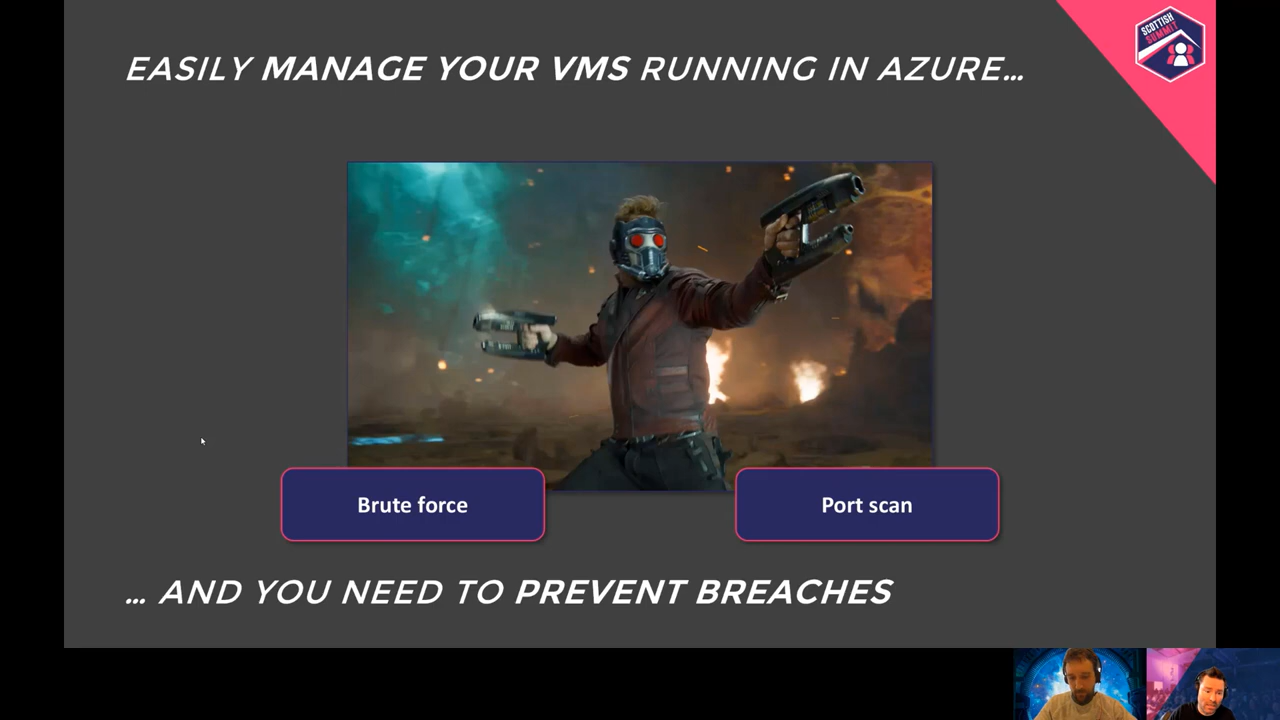 EASILY MANAGE YOUR VMS RUNNING IN AZURE…
SCOTTISH
SUMMIT
Brute force
Port scan
… AND YOU NEED TO PREVENT BREACHES